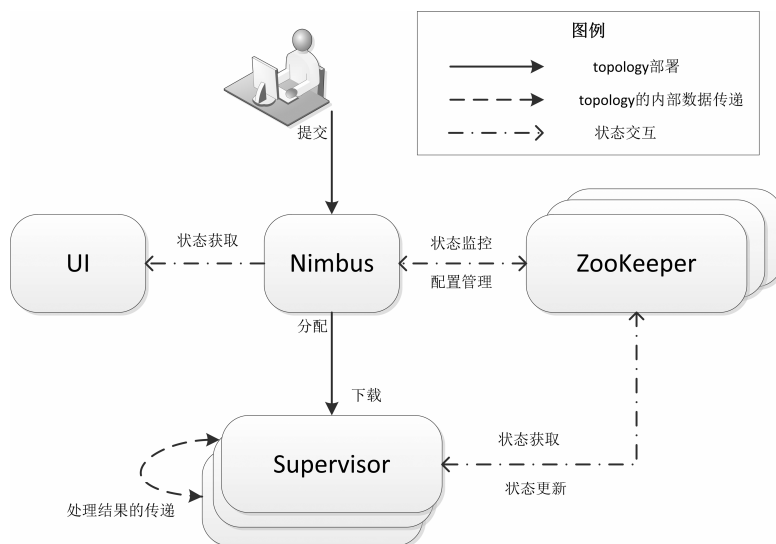 图例
topology部署
topology的内部数据传递
状态交互
提交
UI
状态获取
Nimbus
状态监控
配置管理
ZooKeeper
分配
下载
Supervisor
状态获取
状态更新
处理结果的传递